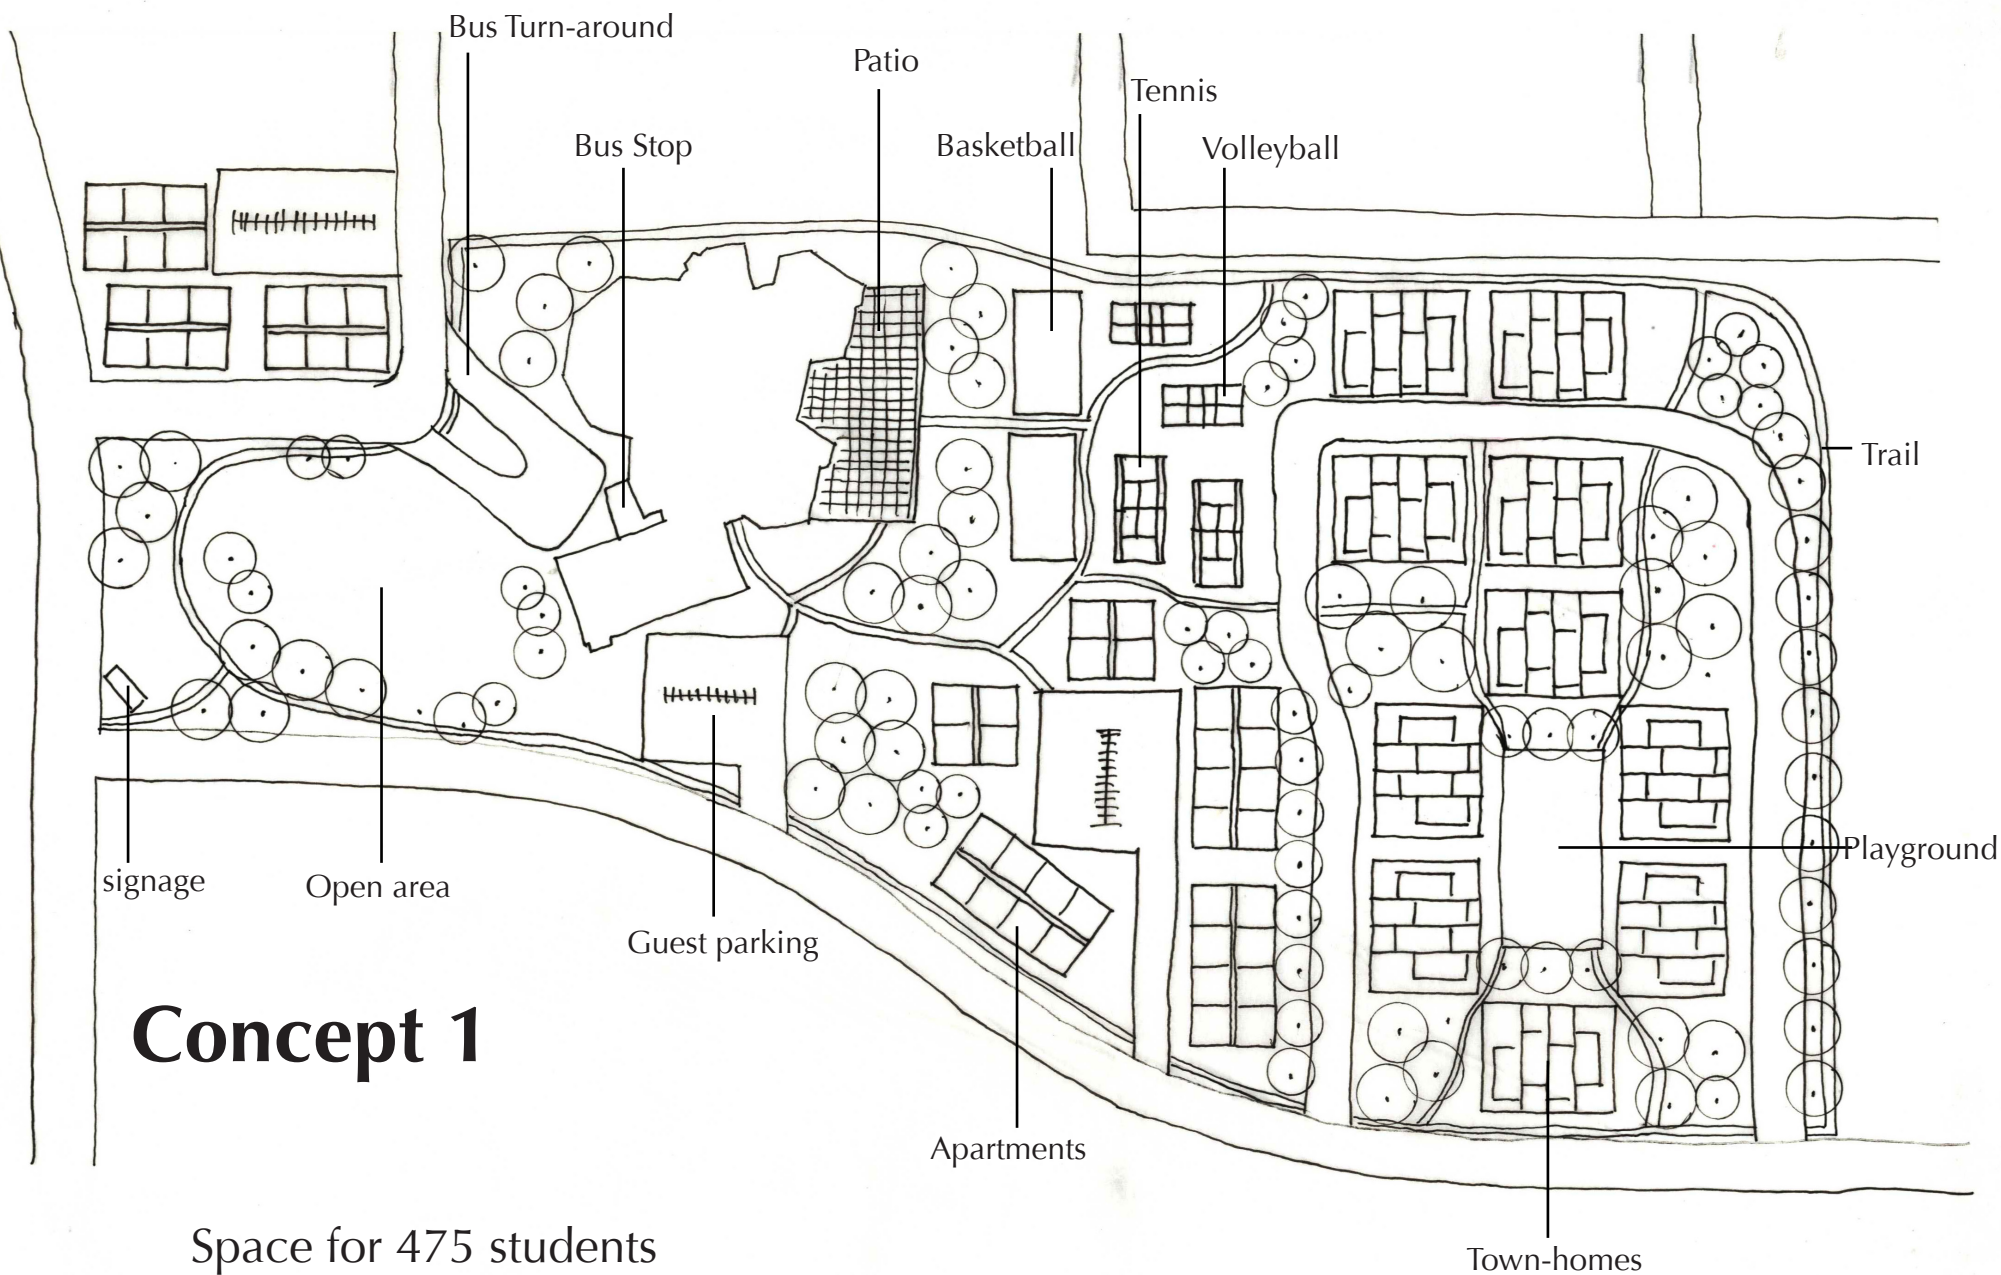 Bus Turn-around
Patio
Tennis
Bus Stop
Basketball
Volleyball
Trail
Playground
signage
Open area
Guest parking
Concept 1
Apartments
Space for 475 students
Town-homes